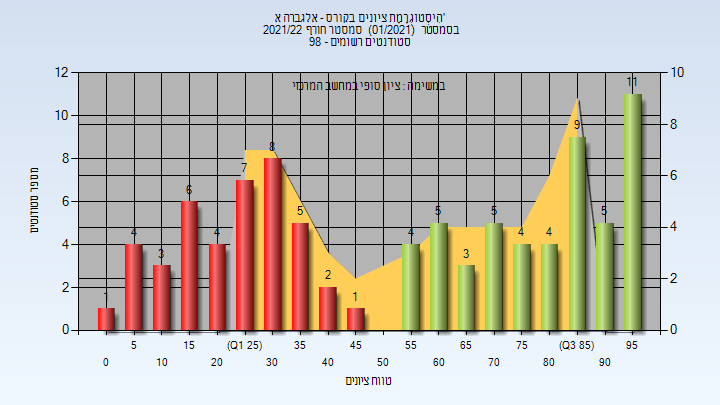 היסטוגרמת ציונים בקורס - אלגברה א'
בסמסטר (01/2021) סמסטר חורף 2021/22
סטודנטים רשומים - 98
במשימה : ציון סופי במחשב המרכזי
מספר סטודנטים
12 10 8 6 4 2 0
10 8 6 4 2 0
1 4 3 6 4 7 8 5 2 1 4 5 3 5 4 4 9 5 11
5 15 (Q1 25) 35 45 55 65 75 (Q3 85) 95
0 10 20 30 40 50 60 70 80 90
טווח ציונים